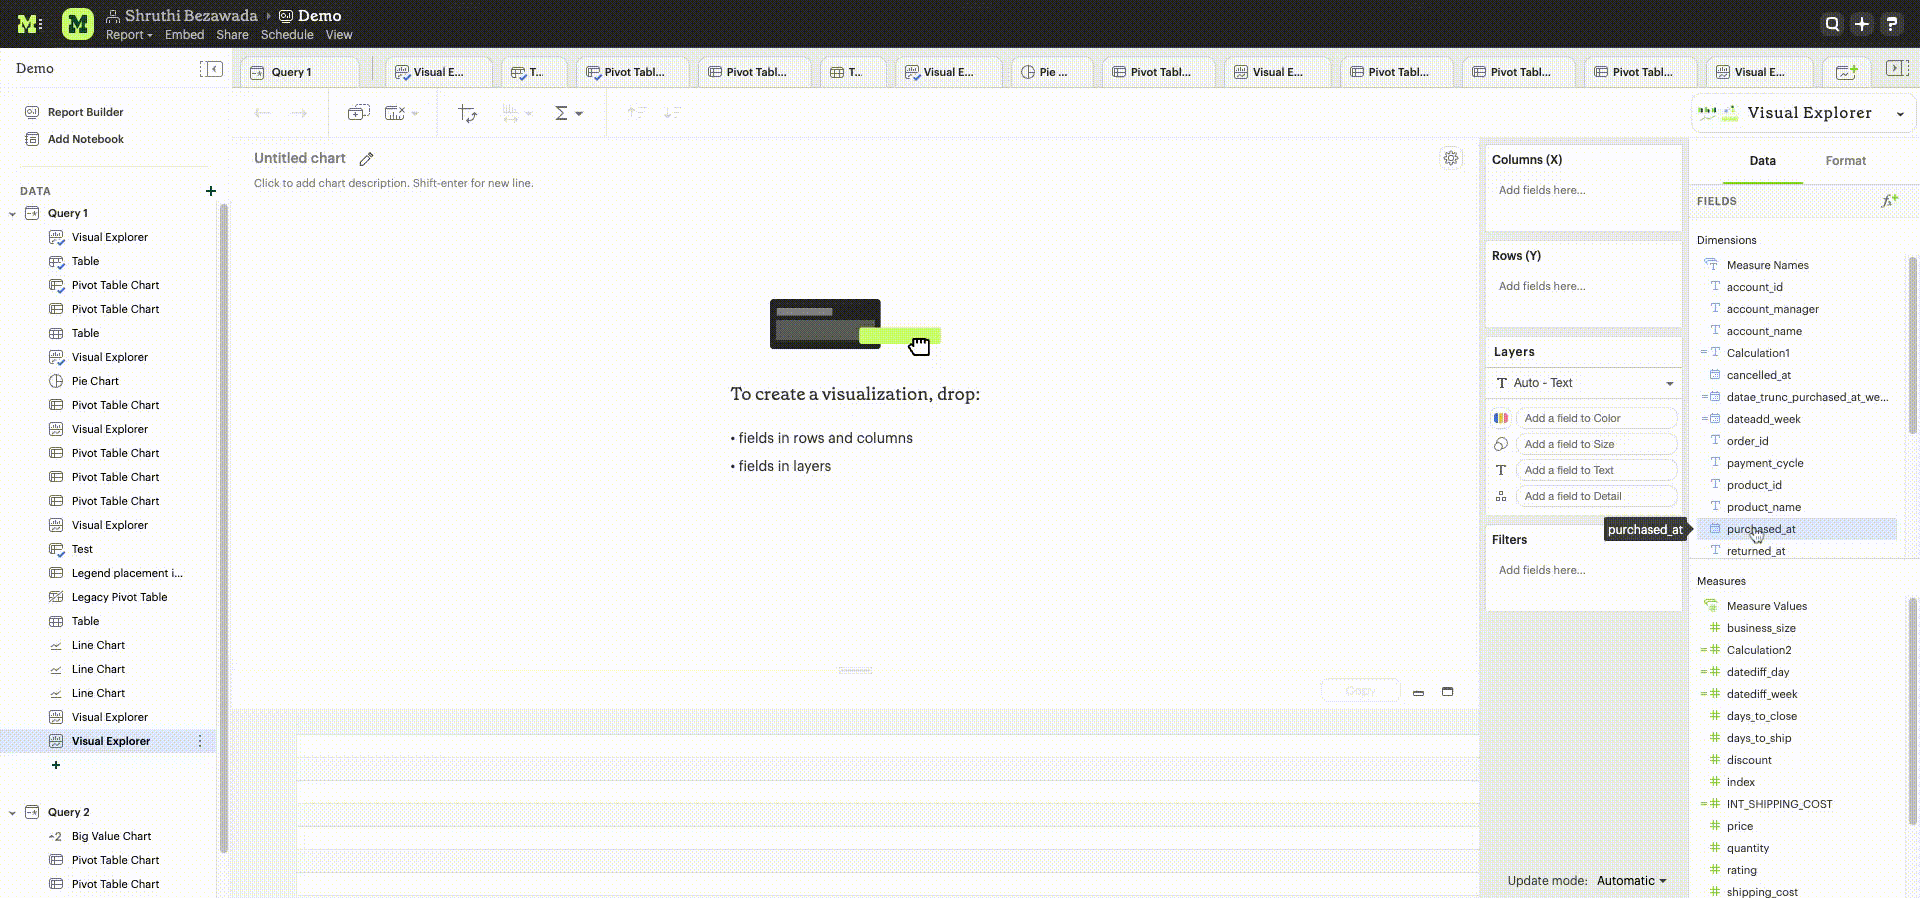 M
M
Shruthi Bezawada
Demo
Report
Embed
Share
Schedule
View
?
Demo
Query 1
Visual E...
T...
Pivot Tabl...
Pivot Tabl...
T...
Visual E...
Pie ...
Pivot Tabl...
Visual E...
Pivot Tabl...
Pivot Tabl...
Pivot Tabl...
Visual E...
Report Builder
Add Notebook
DATA
Query 1
Visual Explorer
Table
Pivot Table Chart
Pivot Table Chart
Table
Visual Explorer
Pie Chart
Pivot Table Chart
Visual Explorer
Pivot Table Chart
Pivot Table Chart
Pivot Table Chart
Visual Explorer
Test
Legend placement i...
Legacy Pivot Table
Table
Line Chart
Line Chart
Line Chart
Visual Explorer
Visual Explorer
Query 2
Big Value Chart
Pivot Table Chart
Pivot Table Chart
Untitled chart
Click to add chart description. Shift-enter for new line.
To create a visualization, drop:
• fields in rows and columns
• fields in layers
Copy
Columns (X)
Add fields here...
Rows (Y)
Add fields here...
Layers
T Auto - Text
Add a field to Color
Add a field to Size
T Add a field to Text
Add a field to Detail
Filters
Add fields here...
purchased_at
Update mode: Automatic
Visual Explorer
Data
Format
FIELDS
Dimensions
Measure Names
account_id
account_manager
account_name
Calculation1
cancelled_at
datae_trunc_purchased_at_we...
dateadd_week
order_id
payment_cycle
product_id
product_name
purchased_at
returned_at
Measures
Measure Values
business_size
Calculation2
datediff_day
datediff_week
days_to_close
days_to_ship
discount
index
INT_SHIPPING_COST
price
quantity
rating
shipping_cost